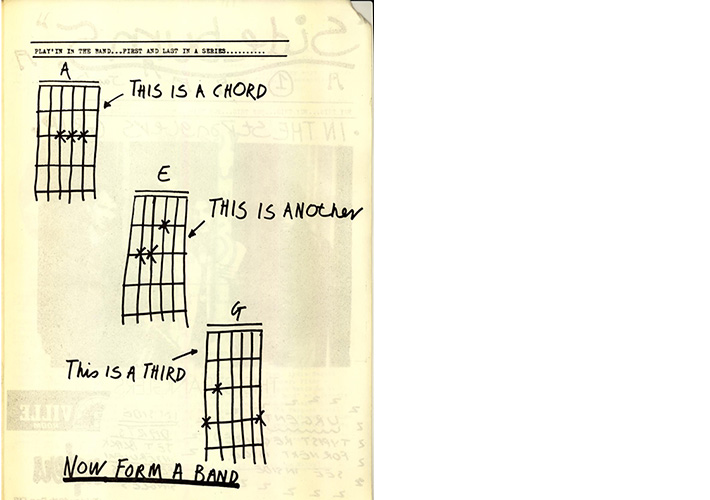 PLAY'IN IN THE BAND...FIRST AND LAST IN A SERIES..........
A
THIS IS A CHORD
E
THIS IS ANOther
G
This IS A THIRD
NOW FORM A BAND